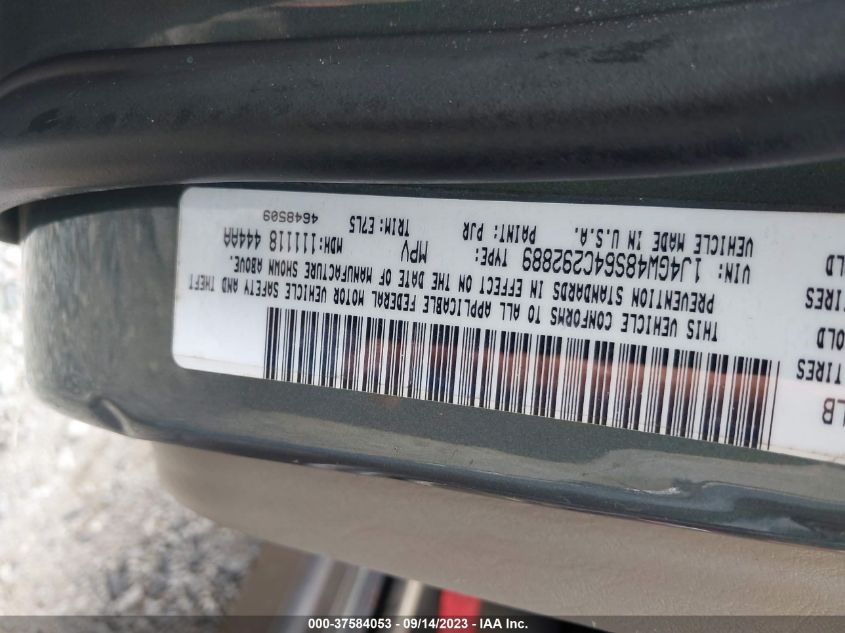 LB
TIRES
OLD
IRES
OLD
THIS VEHICLE CONFORMS TO ALL APPLICABLE FEDERAL MOTOR VEHICLE SAFETY AND THEFT
PREVENTION STANDARDS IN EFFECT ON THE DATE OF MANUFACTURE SHOWN ABOVE.
VIN: 1J4GW48S64C292889 TYPE: MPV MDH:111118 444AA
VEHICLE MADE IN U.S.A. PAINT: PJR TRIM: E7L5 4648509
000-37584053 - 09/14/2023 - IAA Inc.